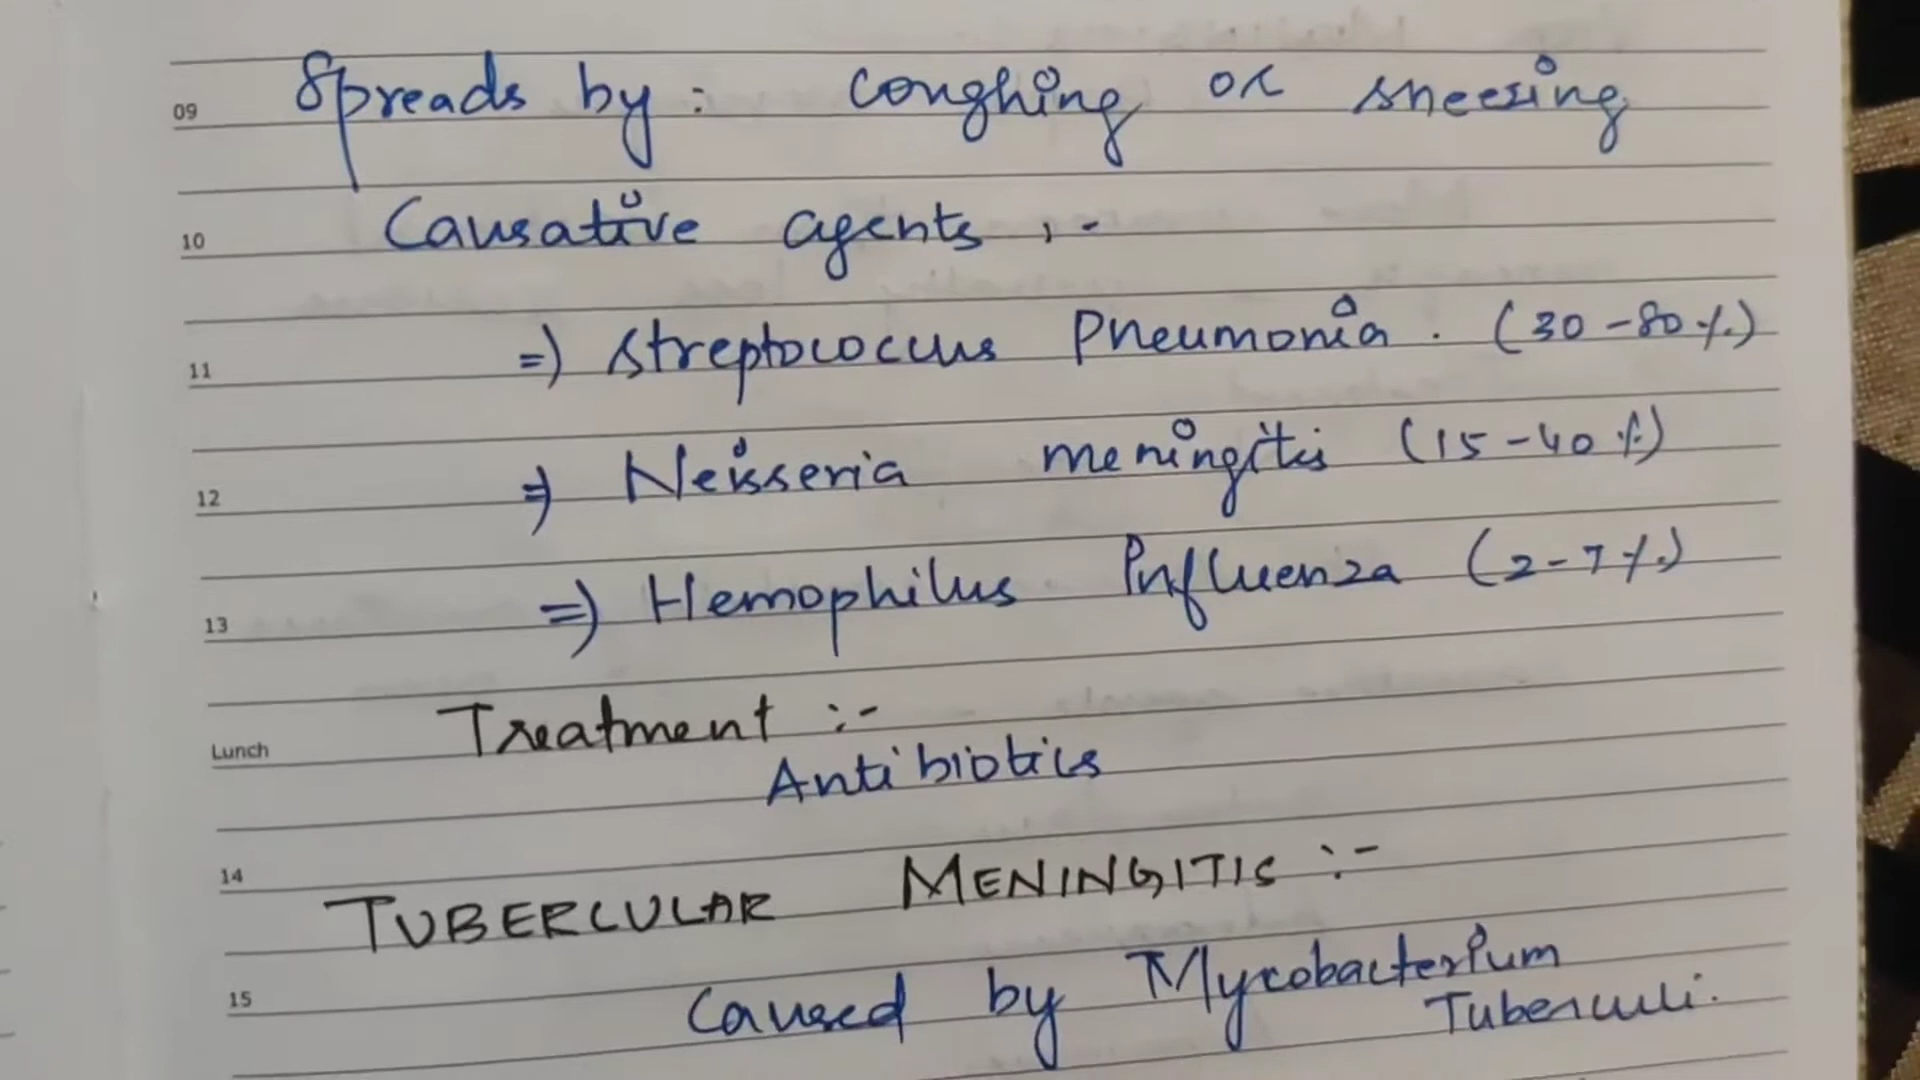 09 Spreads by : coughing or sneezing
10 Causative agents :-
11 => Streptococcus Pneumonia . (30-80%)
12 => Neisseria meningitis (15-40%)
13 => Hemophilus Influenza (2-7%)
Treatment :-
Lunch Antibiotics
14 TUBERCULAR MENINGITIS :-
15 Caused by Mycobacterium
Tuberculi.